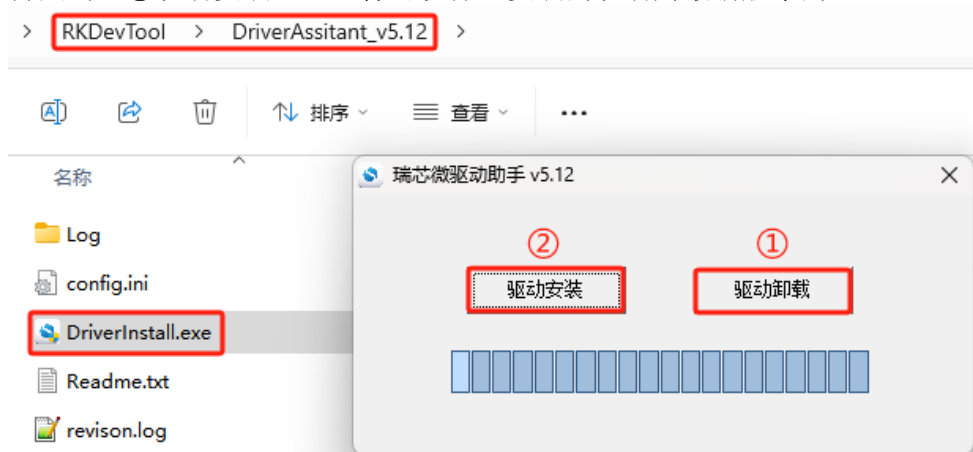 > RKDevTool > DriverAssitant_v5.12 >
排序 查看 ...
名称
Log
config.ini
DriverInstall.exe
Readme.txt
revison.log
瑞芯微驱动助手 v5.12
② ①
驱动安装 驱动卸载